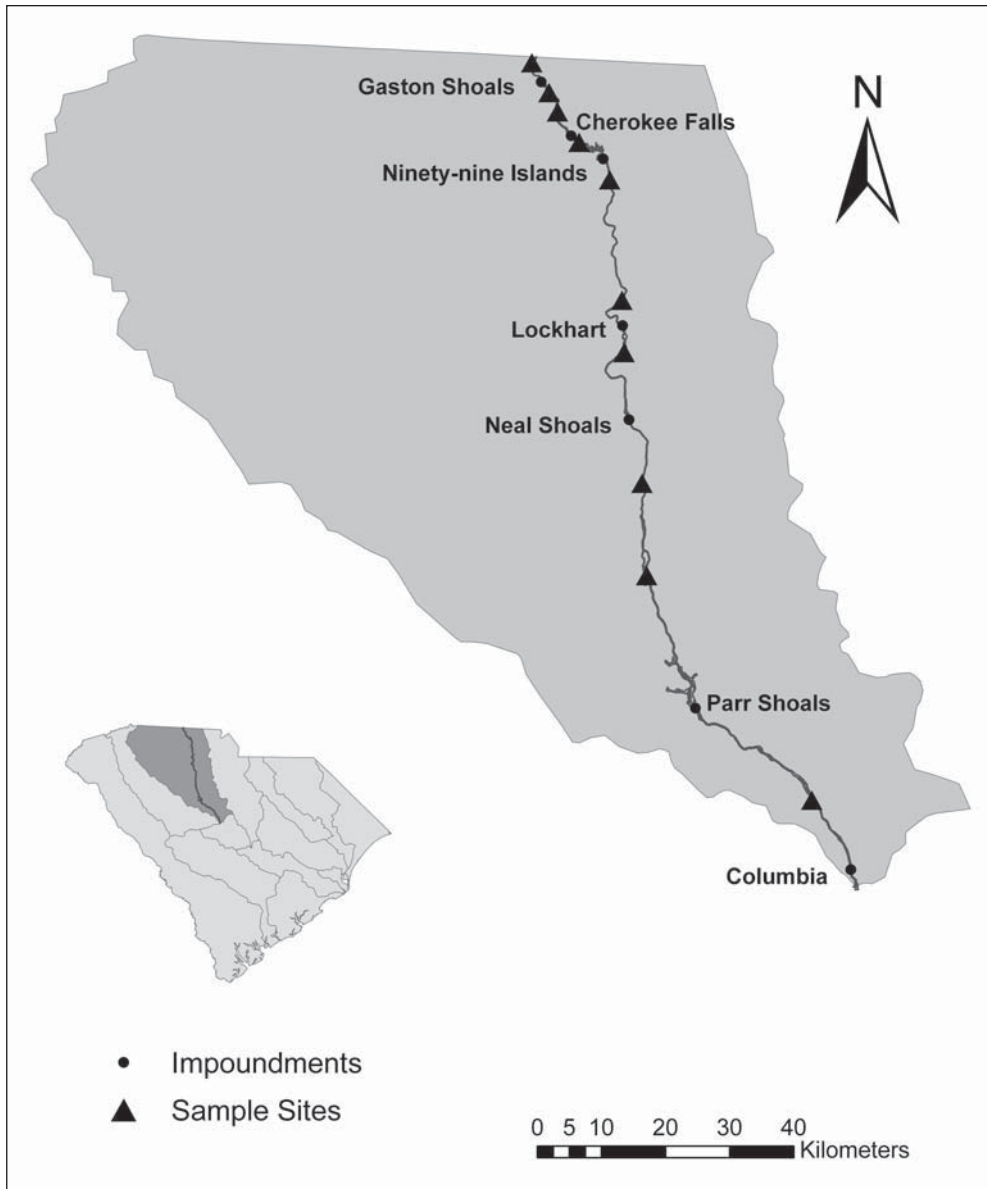 Gaston Shoals
Cherokee Falls
Ninety-nine Islands
N
Lockhart
Neal Shoals
Parr Shoals
Columbia
Impoundments
Sample Sites
0 5 10 20 30 40
Kilometers